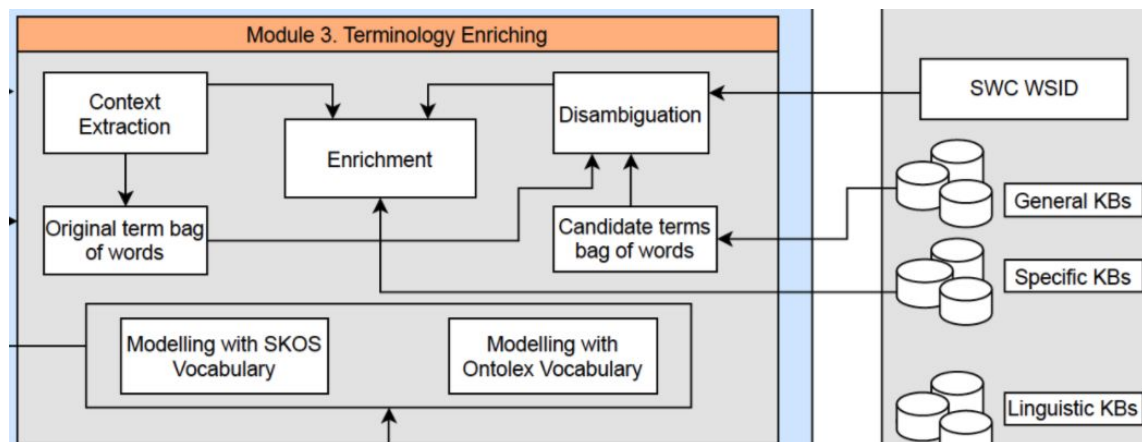 Module 3. Terminology Enriching
Context
Extraction
Enrichment
Disambiguation
SWC WSID
Original term bag
of words
Candidate terms
bag of words
General KBs
Specific KBs
Modelling with SKOS
Vocabulary
Modelling with
Ontolex Vocabulary
Linguistic KBs